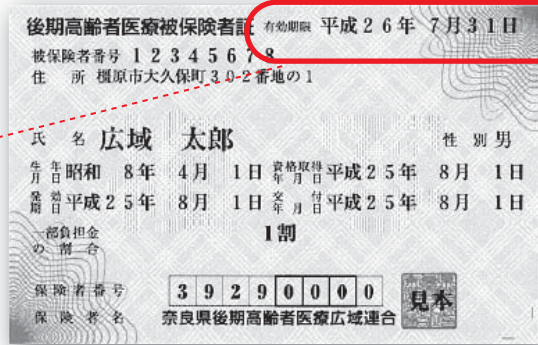 後期高齢者医療被保険者証 有効期限 平成26年 7月31日
被保険者番号 12345678
住 所 橿原市大久保町30-2番地の1
氏 名 広域 太郎 性 別 男
生年月日 昭和 8年 4月 1日 資格取得年月日 平成25年 8月 1日
発効期日 平成25年 8月 1日 交付年月日 平成25年 8月 1日
一部負担金の割合 1割
保険者番号 39290000 見本
保険者名 奈良県後期高齢者医療広域連合